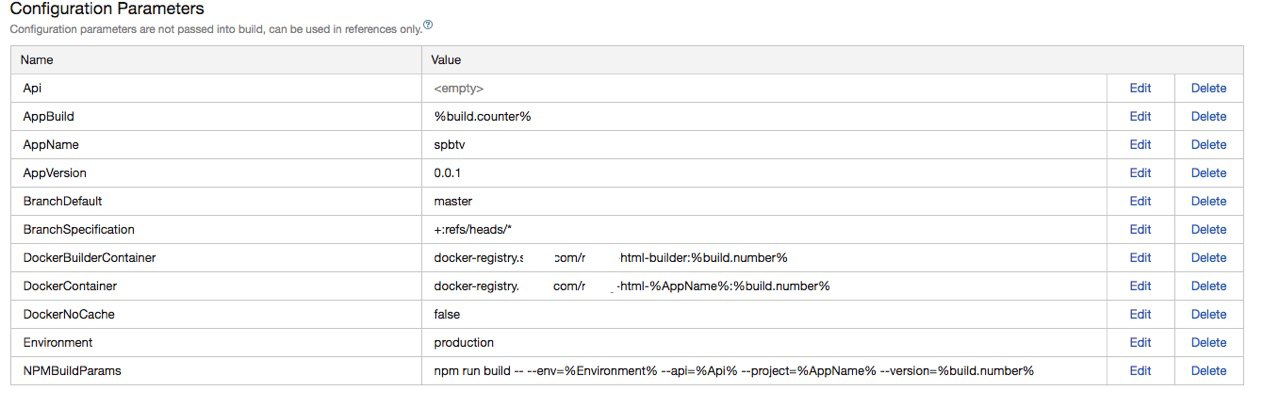 Configuration Parameters
Configuration parameters are not passed into build, can be used in references only. ?
Name Value
Api <empty> Edit Delete
AppBuild %build.counter% Edit Delete
AppName spbtv Edit Delete
AppVersion 0.0.1 Edit Delete
BranchDefault master Edit Delete
BranchSpecification +:refs/heads/* Edit Delete
DockerBuilderContainer docker-registry.s com/r html-builder:%build.number% Edit Delete
DockerContainer docker-registry. com/r -html-%AppName%:%build.number% Edit Delete
DockerNoCache false Edit Delete
Environment production Edit Delete
NPMBuildParams npm run build -- --env=%Environment% --api=%Api% --project=%AppName% --version=%build.number% Edit Delete